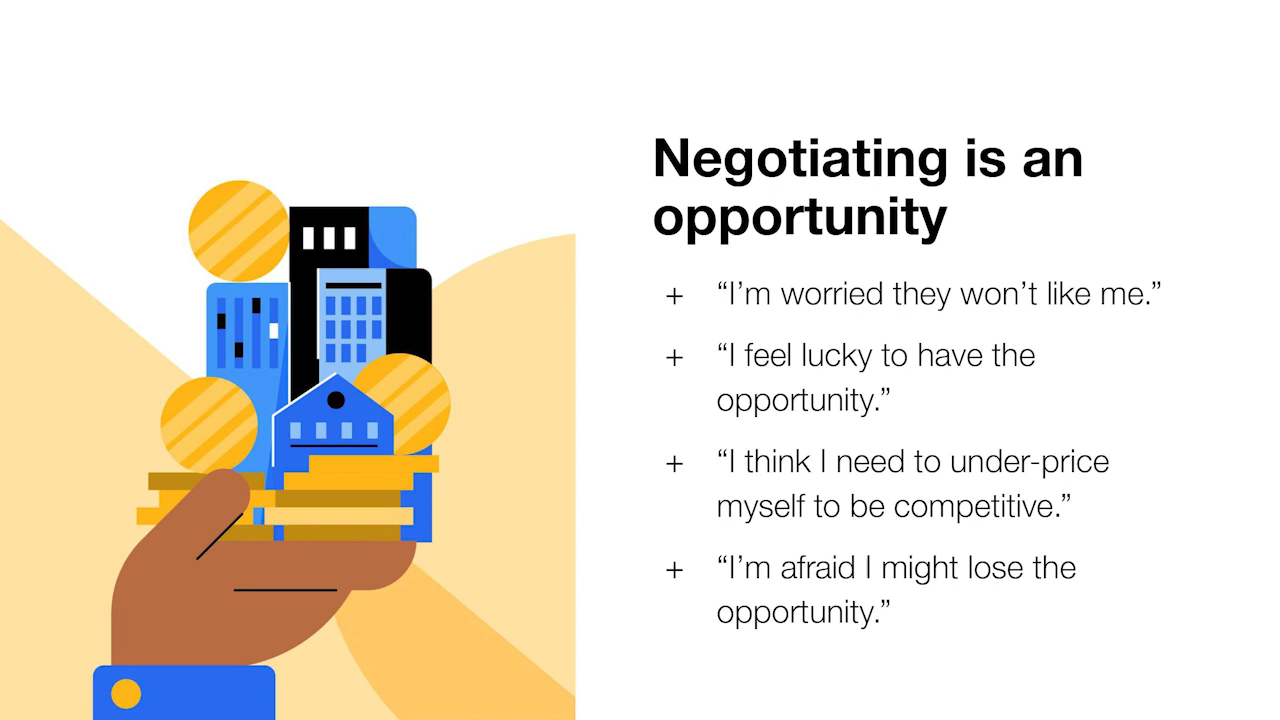 Negotiating is an
opportunity
+ “I’m worried they won’t like me.”
+ “I feel lucky to have the
opportunity.”
+ “I think I need to under-price
myself to be competitive.”
+ “I’m afraid I might lose the
opportunity.”